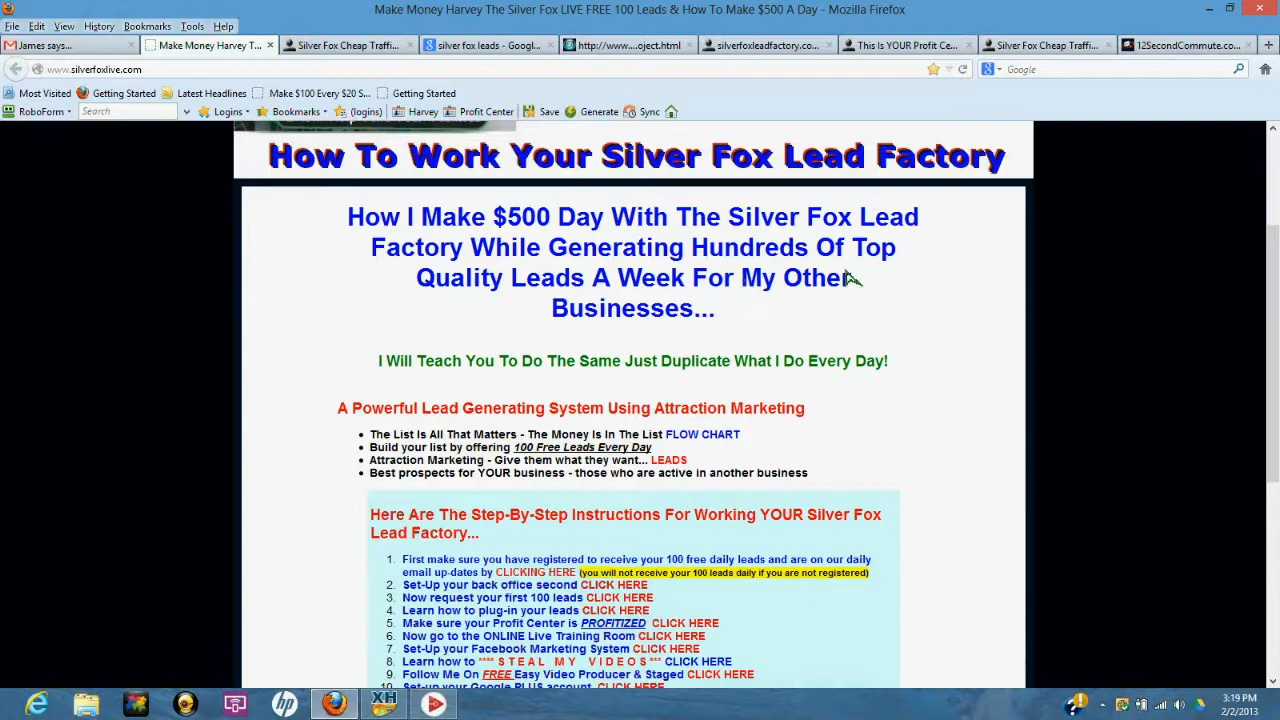 Make Money Harvey The Silver Fox LIVE FREE 100 Leads & How To Make $500 A Day - Mozilla Firefox
File Edit View History Bookmarks Tools Help
James says... Make Money Harvey T... Silver Fox Cheap Traffi... silver fox leads - Googl... http://www....oject.html silverfoxleadfactory.co... This Is YOUR Profit Ce... Silver Fox Cheap Traffi... 12SecondCommute.co...
www.silverfoxlive.com Google
Most Visited Getting Started Latest Headlines Make $100 Every $20 S... Getting Started
RoboForm Search Logins Bookmarks (logins) Harvey Profit Center Save Generate Sync
How To Work Your Silver Fox Lead Factory
How I Make $500 Day With The Silver Fox Lead
Factory While Generating Hundreds Of Top
Quality Leads A Week For My Other
Businesses...
I Will Teach You To Do The Same Just Duplicate What I Do Every Day!
A Powerful Lead Generating System Using Attraction Marketing
• The List Is All That Matters - The Money Is In The List FLOW CHART
• Build your list by offering 100 Free Leads Every Day
• Attraction Marketing - Give them what they want... LEADS
• Best prospects for YOUR business - those who are active in another business
Here Are The Step-By-Step Instructions For Working YOUR Silver Fox
Lead Factory...
1. First make sure you have registered to receive your 100 free daily leads and are on our daily
email up-dates by CLICKING HERE (you will not receive your 100 leads daily if you are not registered)
2. Set-Up your back office second CLICK HERE
3. Now request your first 100 leads CLICK HERE
4. Learn how to plug-in your leads CLICK HERE
5. Make sure your Profit Center is PROFITIZED CLICK HERE
6. Now go to the ONLINE Live Training Room CLICK HERE
7. Set-Up your Facebook Marketing System CLICK HERE
8. Learn how to **** S T E A L M Y V I D E O S *** CLICK HERE
9. Follow Me On FREE Easy Video Producer & Staged CLICK HERE
10. Set-up your Google PLUS account CLICK HERE
3:19 PM
2/2/2013